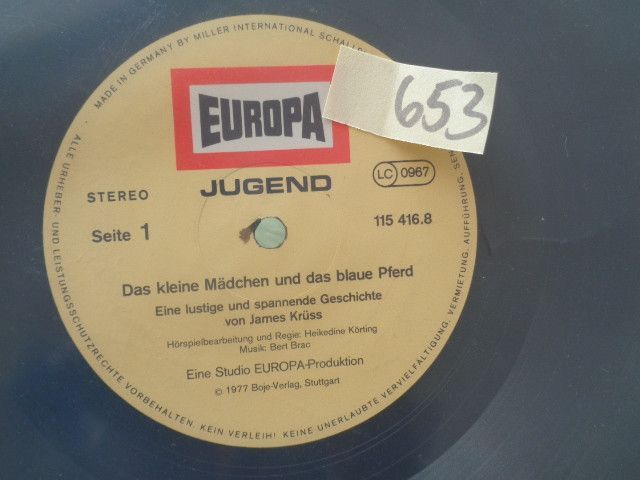 MADE IN GERMANY BY MILLER INTERNATIONAL SCHALL
EUROPA
653
JUGEND
LC 0967
STEREO
Seite 1
115 416.8
Das kleine Mädchen und das blaue Pferd
Eine lustige und spannende Geschichte
von James Krüss
Hörspielbearbeitung und Regie: Heikedine Körting
Musik: Bert Brac
Eine Studio EUROPA-Produktion
© 1977 Boje-Verlag, Stuttgart
ALLE URHEBER- UND LEISTUNGSSCHUTZRECHTE VORBEHALTEN. KEIN VERLEIH! KEINE UNERLAUBTE VERVIELFÄLTIGUNG, VERMIETUNG, AUFFÜHRUNG, SEN